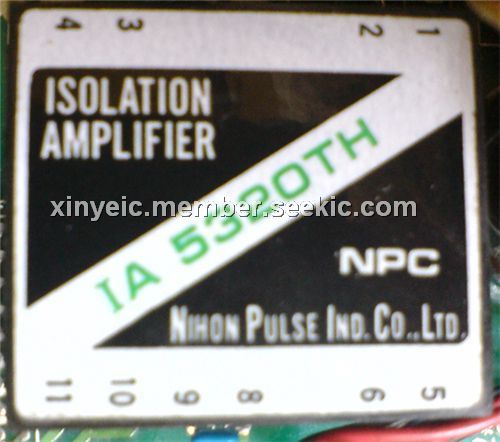 4 3 2 1
ISOLATION
AMPLIFIER
IA 5320TH
xinyeic.member.seekic.com
NPC
NIHON PULSE IND. CO.,LTD.
11 10 9 8 6 5